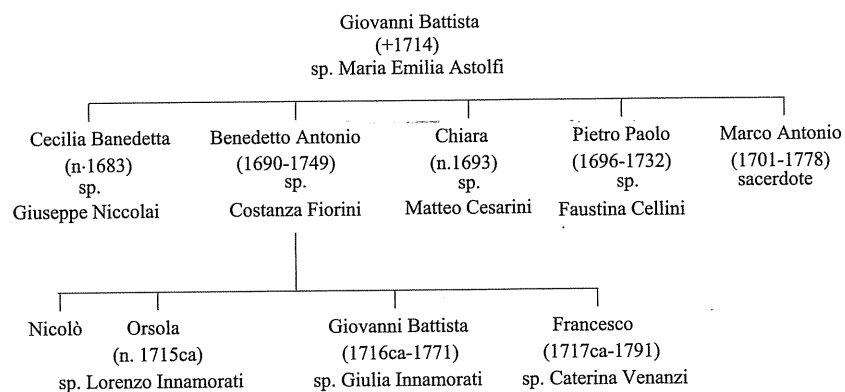 Giovanni Battista
(+1714)
sp. Maria Emilia Astolfi
Cecilia Banedetta
(n·1683)
sp.
Giuseppe Niccolai
Benedetto Antonio
(1690-1749)
sp.
Costanza Fiorini
Chiara
(n.1693)
sp.
Matteo Cesarini
Pietro Paolo
(1696-1732)
sp.
Faustina Cellini
Marco Antonio
(1701-1778)
sacerdote
Nicolò
Orsola
(n. 1715ca)
sp. Lorenzo Innamorati
Giovanni Battista
(1716ca-1771)
sp. Giulia Innamorati
Francesco
(1717ca-1791)
sp. Caterina Venanzi